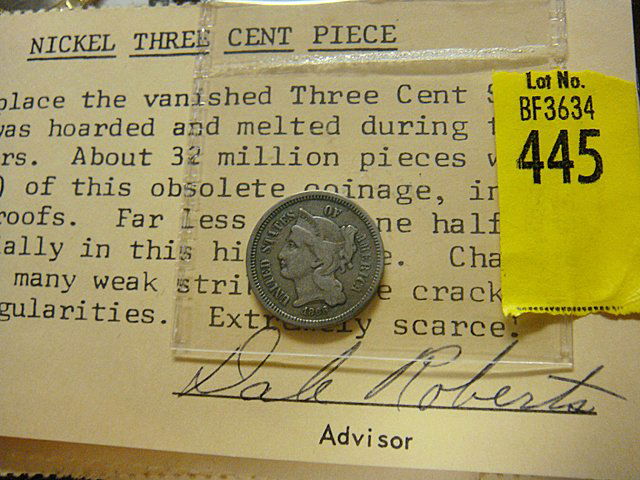 NICKEL THREE CENT PIECE
place the vanished Three Cent S
was hoarded and melted during t
rs. About 32 million pieces w
) of this obsolete coinage, in
roofs. Far less ne half
ally in this hi e. Cha
many weak stri e crack
gularities. Extremely scarce!
Dale Roberts
Advisor
Lot No.
BF3634
445
UNITED STATES OF AMERICA